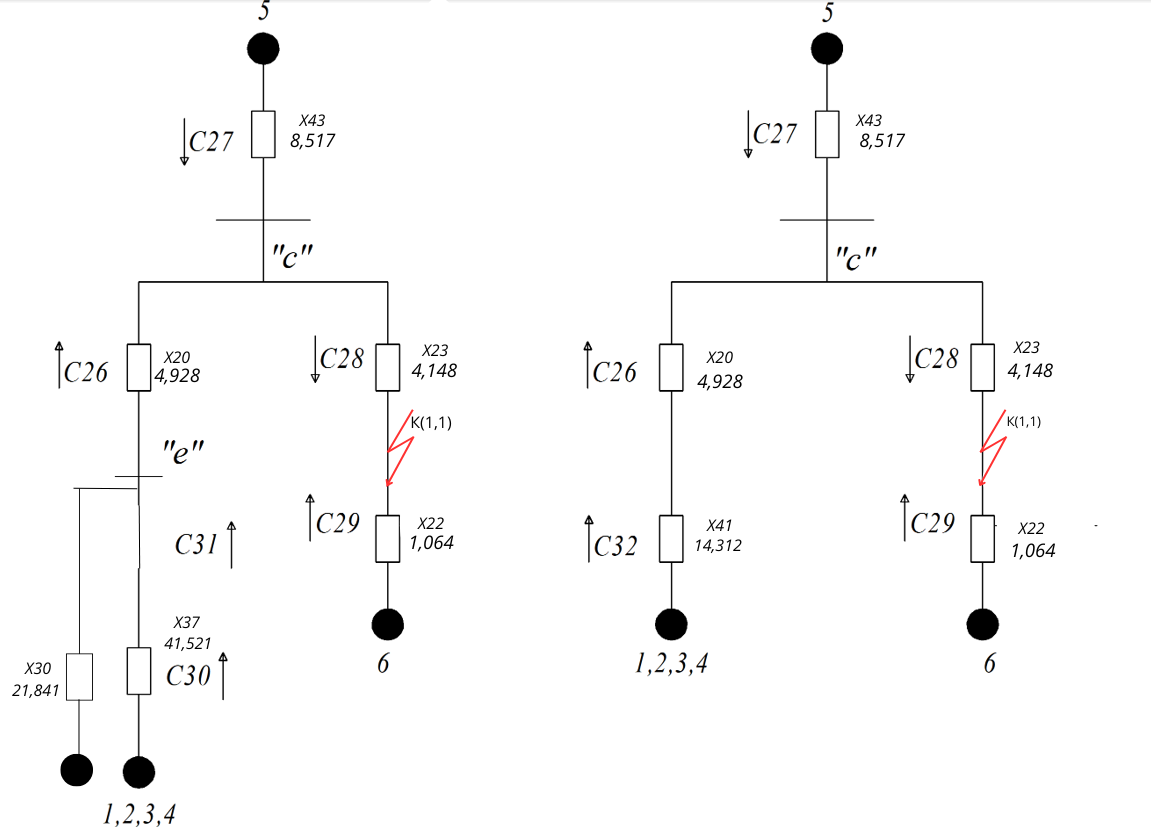 5
X43
C27
8,517
"c"
X20
C26
4,928
C28
X23
4,148
К(1,1)
"e"
C31
C29
X22
1,064
X37
41,521
X30
21,841
C30
6
1,2,3,4
5
X43
C27
8,517
"c"
C26
X20
4,928
C28
X23
4,148
К(1,1)
C32
X41
14,312
C29
X22
1,064
1,2,3,4
6